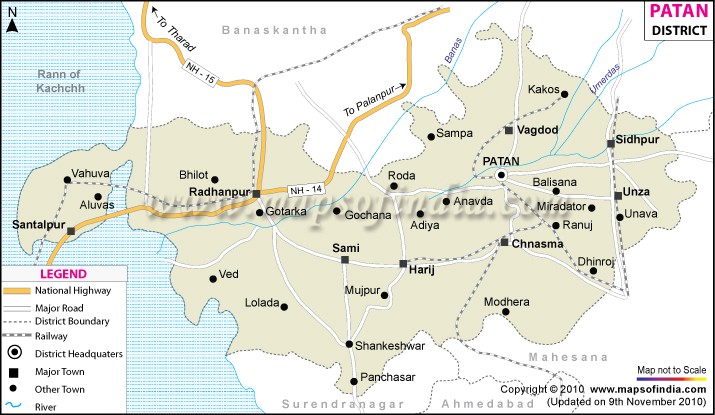 N
To Tharad
Banaskantha
PATAN
DISTRICT
NH - 15
To Palanpur
Banas
Umerdas
Rann of
Kachchh
Kakos
Sampa
Vagdod
Sidhpur
PATAN
Vahuva
Bhilot
Roda
Balisana
Aluvas
Radhanpur
NH - 14
Anavda
Unza
Miradator
Gotarka
Gochana
Adiya
Unava
Ranuj
www.mapsofindia.com
Santalpur
Chnasma
Sami
Harij
Dhinroj
Ved
Mujpur
Lolada
Modhera
Shankeshwar
Mahesana
Panchasar
Surendranagar
Ahmedabad
LEGEND
National Highway
Major Road
District Boundary
Railway
District Headquaters
Major Town
Other Town
River
Map not to Scale
Copyright © 2010 www.mapsofindia.com
(Updated on 9th November 2010)